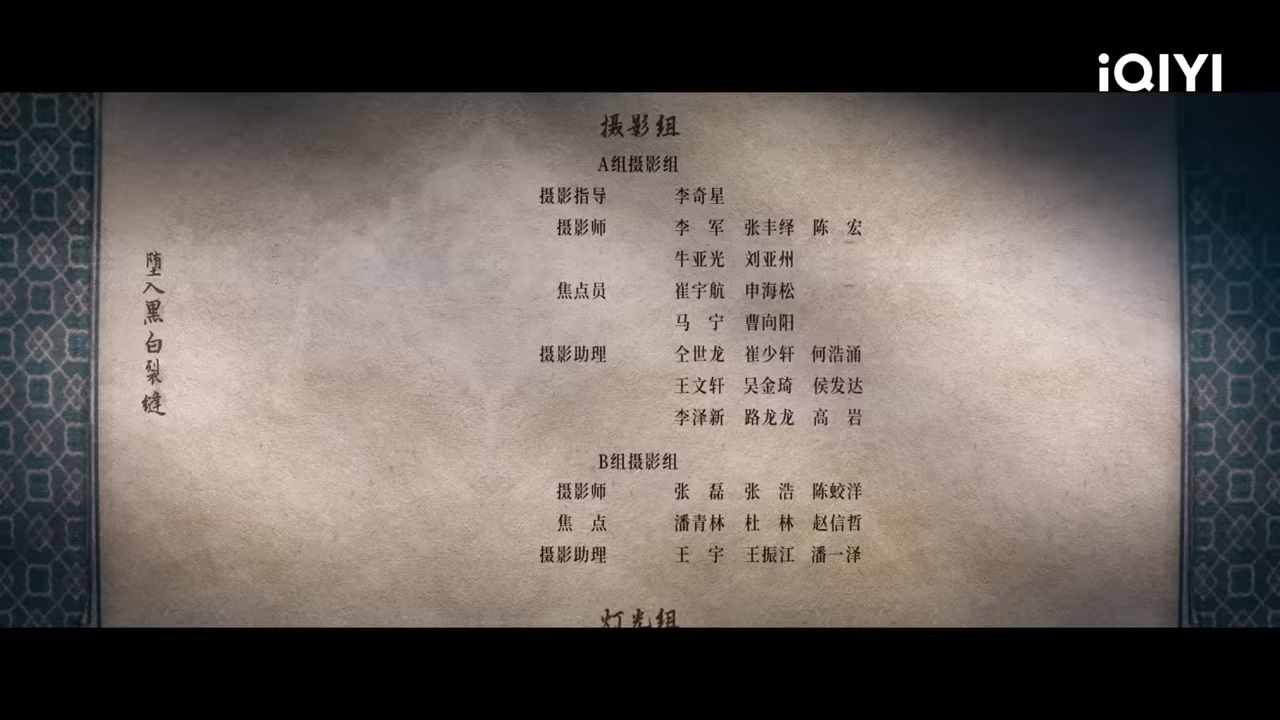 iQIYI
摄影组
A组摄影组
摄影指导 李奇星
摄影师 李 军 张丰绎 陈 宏
牛亚光 刘亚州
焦点员 崔宇航 申海松
马 宁 曹向阳
摄影助理 仝世龙 崔少轩 何浩涌
王文轩 吴金琦 侯发达
李泽新 路龙龙 高 岩
堕入黑白裂缝
B组摄影组
摄影师 张 磊 张 浩 陈蛟洋
焦 点 潘青林 杜 林 赵信哲
摄影助理 王 宇 王振江 潘一泽
灯光组